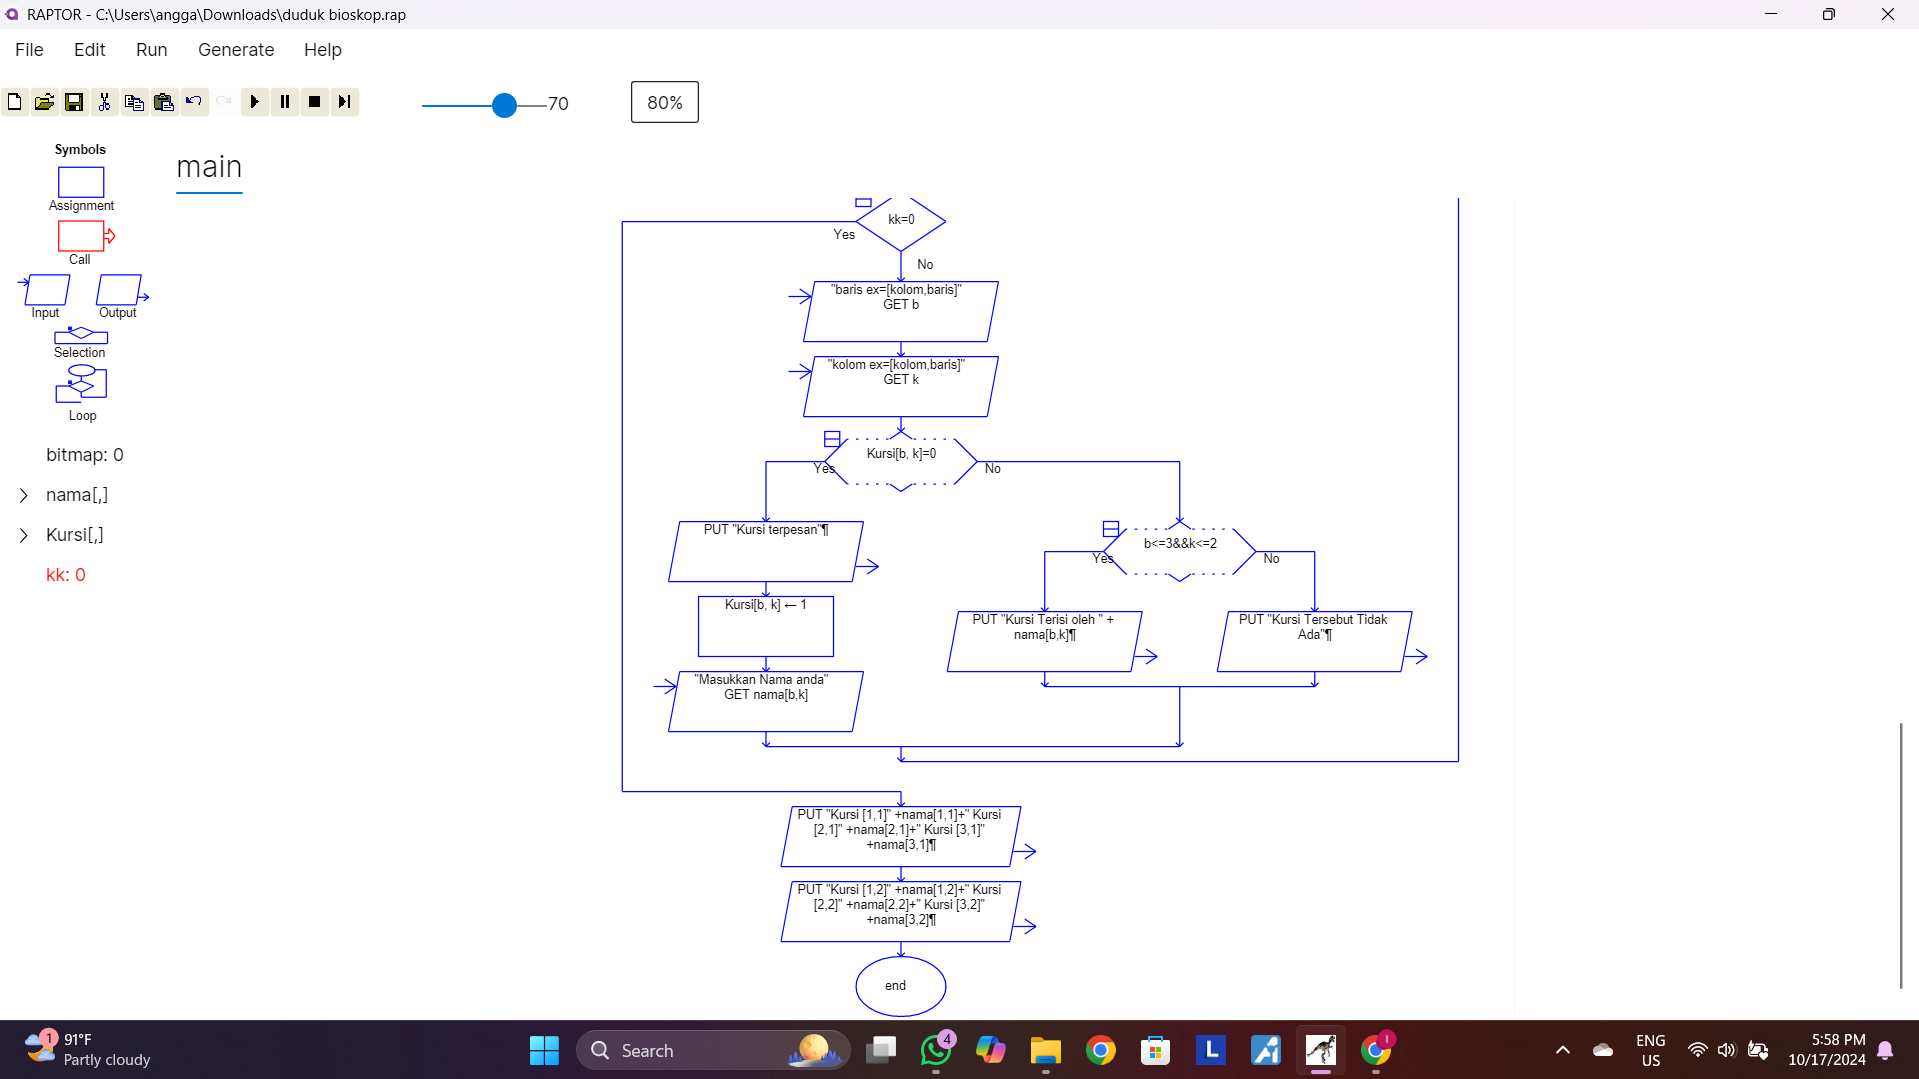 RAPTOR - C:\Users\angga\Downloads\duduk bioskop.rap
File Edit Run Generate Help
70
80%
Symbols
main
Assignment
Call
Input Output
Selection
Loop
bitmap: 0
nama[,]
Kursi[,]
kk: 0
kk=0
Yes
No
"baris ex=[kolom,baris]"
GET b
"kolom ex=[kolom,baris]"
GET k
Kursi[b, k]=0
Yes
No
PUT "Kursi terpesan"¶
Kursi[b, k] ← 1
"Masukkan Nama anda"
GET nama[b,k]
b<=3&&k<=2
Yes
No
PUT "Kursi Terisi oleh " +
nama[b,k]¶
PUT "Kursi Tersebut Tidak
Ada"¶
PUT "Kursi [1,1]" +nama[1,1]+" Kursi
[2,1]" +nama[2,1]+" Kursi [3,1]"
+nama[3,1]¶
PUT "Kursi [1,2]" +nama[1,2]+" Kursi
[2,2]" +nama[2,2]+" Kursi [3,2]"
+nama[3,2]¶
end
1
91°F
Partly cloudy
Search
4
L
1
ENG
US
5:58 PM
10/17/2024